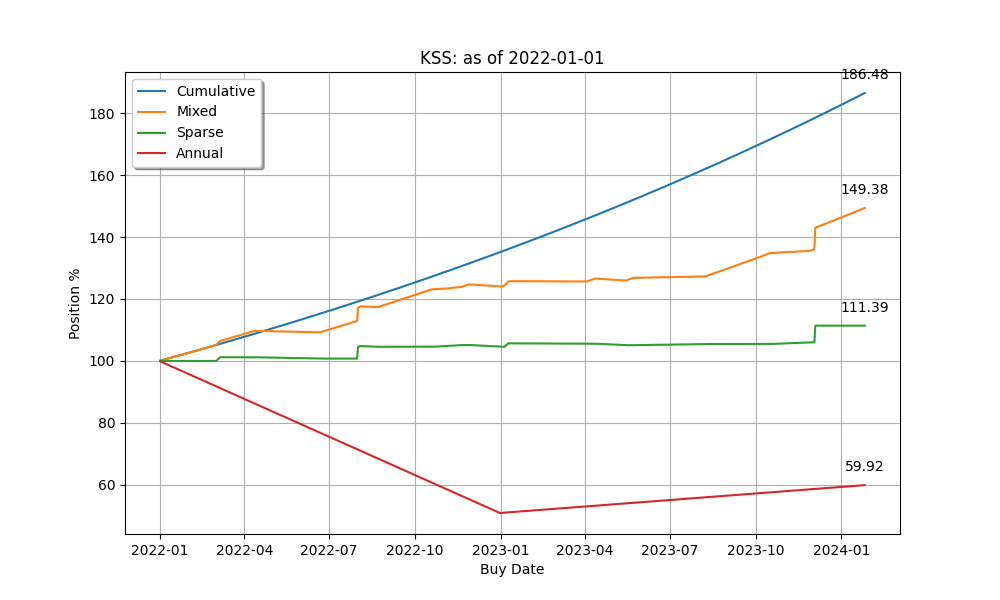 KSS: as of 2022-01-01
186.48
Cumulative
Mixed
Sparse
Annual
180
160
149.38
140
120
111.39
100
80
60
59.92
Position %
2022-01 2022-04 2022-07 2022-10 2023-01 2023-04 2023-07 2023-10 2024-01
Buy Date